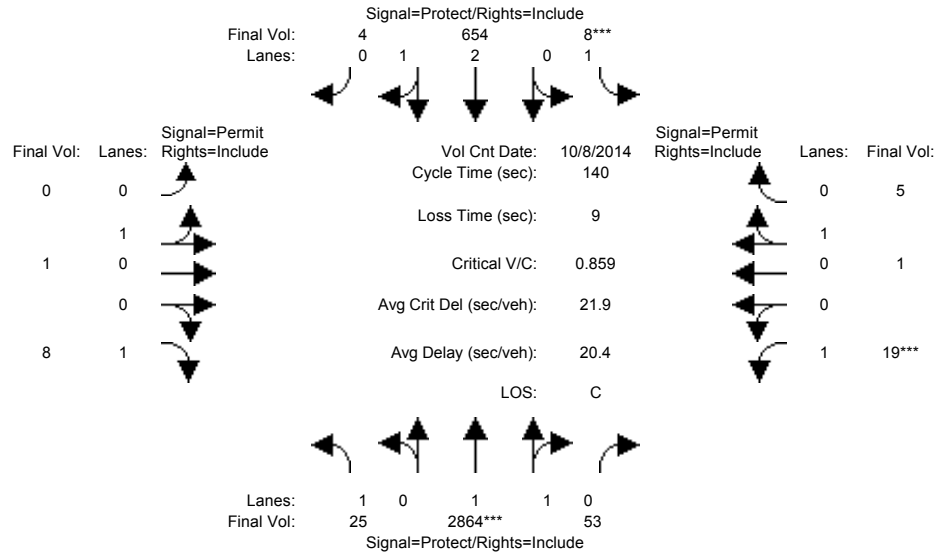 Signal=Protect/Rights=Include
Final Vol: 4 654 8***
Lanes: 0 1 2 0 1
Signal=Permit Signal=Permit
Final Vol: Lanes: Rights=Include Vol Cnt Date: 10/8/2014 Rights=Include Lanes: Final Vol:
Cycle Time (sec): 140
0 0 0 5
Loss Time (sec): 9
1 1
1 0 Critical V/C: 0.859 0 1
0 Avg Crit Del (sec/veh): 21.9 0
8 1 Avg Delay (sec/veh): 20.4 1 19***
LOS: C
Lanes: 1 0 1 1 0
Final Vol: 25 2864*** 53
Signal=Protect/Rights=Include